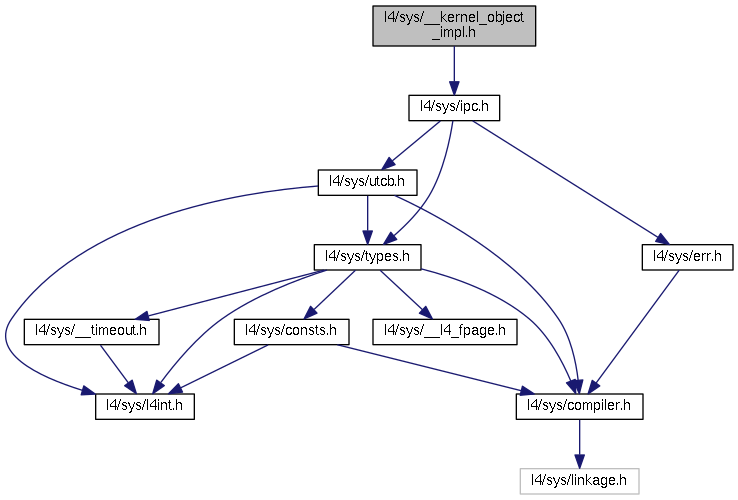 l4/sys/__kernel_object
_impl.h
l4/sys/ipc.h
l4/sys/utcb.h
l4/sys/types.h
l4/sys/err.h
l4/sys/__timeout.h
l4/sys/consts.h
l4/sys/__l4_fpage.h
l4/sys/l4int.h
l4/sys/compiler.h
l4/sys/linkage.h